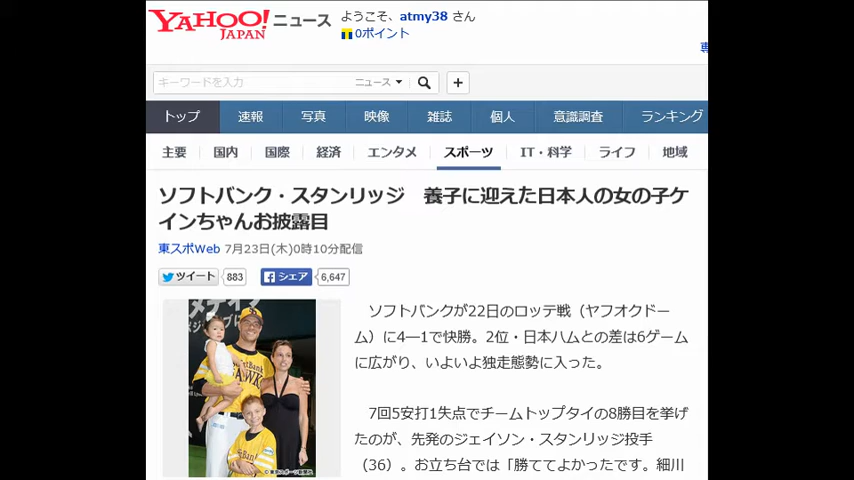 YAHOO! JAPAN ニュース
ようこそ、atmy38 さん
0ポイント
キーワードを入力 ニュース
トップ 速報 写真 映像 雑誌 個人 意識調査 ランキング
主要 国内 国際 経済 エンタメ スポーツ IT・科学 ライフ 地域
ソフトバンク・スタンリッジ　養子に迎えた日本人の女の子ケ
インちゃんお披露目
東スポWeb 7月23日(木)0時10分配信
ツイート 883 シェア 6,647
ソフトバンクが22日のロッテ戦（ヤフオクドー
ム）に4―1で快勝。2位・日本ハムとの差は6ゲーム
に広がり、いよいよ独走態勢に入った。
7回5安打1失点でチームトップタイの8勝目を挙げ
たのが、先発のジェイソン・スタンリッジ投手
（36）。お立ち台では「勝ててよかったです。細川